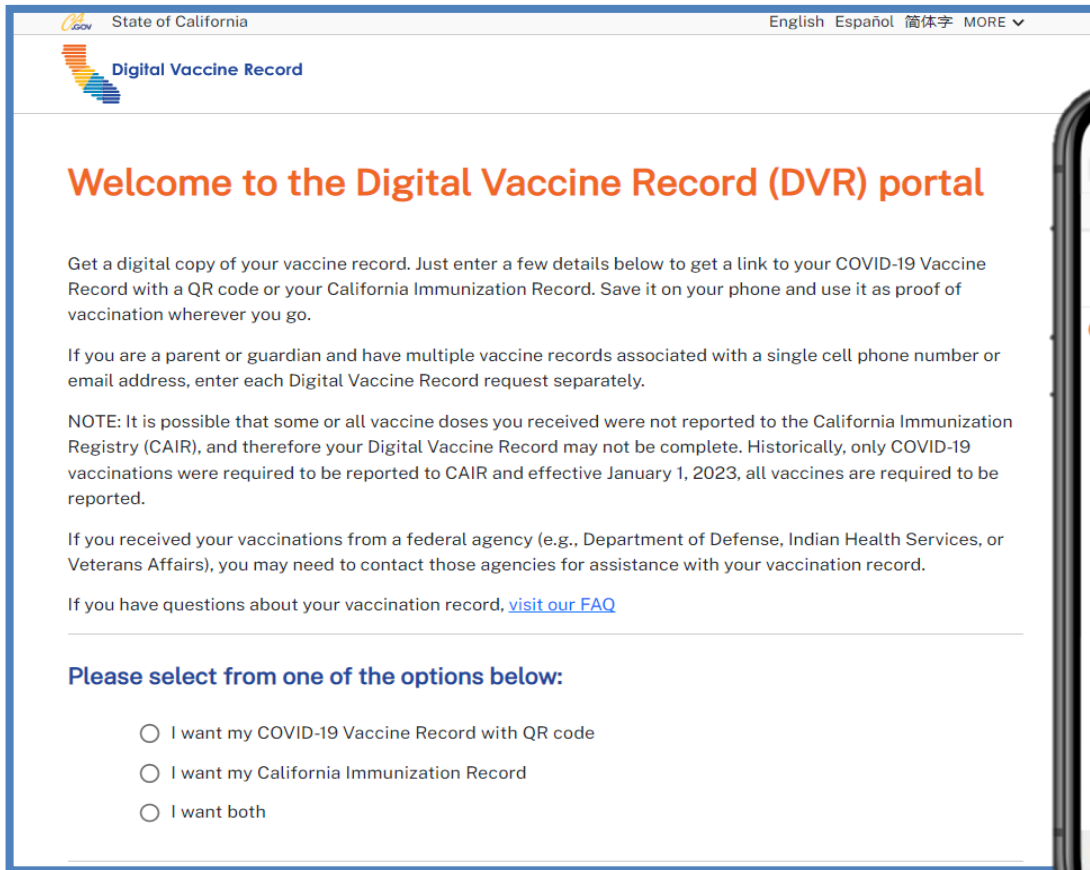 CA.GOV State of California English Español 简体字 MORE
Digital Vaccine Record
Welcome to the Digital Vaccine Record (DVR) portal
Get a digital copy of your vaccine record. Just enter a few details below to get a link to your COVID-19 Vaccine
Record with a QR code or your California Immunization Record. Save it on your phone and use it as proof of
vaccination wherever you go.
If you are a parent or guardian and have multiple vaccine records associated with a single cell phone number or
email address, enter each Digital Vaccine Record request separately.
NOTE: It is possible that some or all vaccine doses you received were not reported to the California Immunization
Registry (CAIR), and therefore your Digital Vaccine Record may not be complete. Historically, only COVID-19
vaccinations were required to be reported to CAIR and effective January 1, 2023, all vaccines are required to be
reported.
If you received your vaccinations from a federal agency (e.g., Department of Defense, Indian Health Services, or
Veterans Affairs), you may need to contact those agencies for assistance with your vaccination record.
If you have questions about your vaccination record, visit our FAQ
Please select from one of the options below:
I want my COVID-19 Vaccine Record with QR code
I want my California Immunization Record
I want both